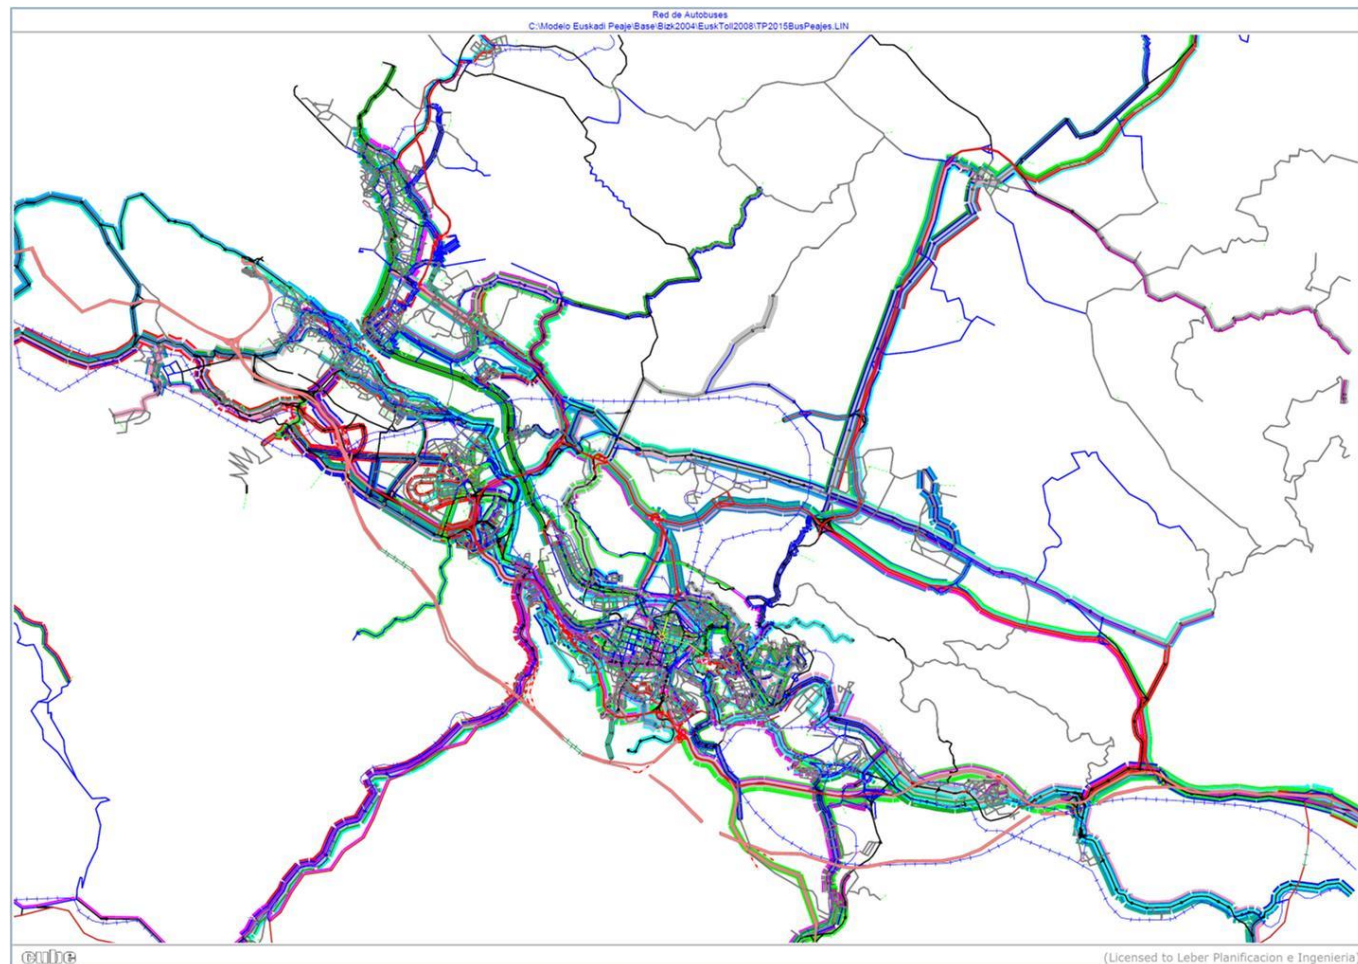 Red de Autobuses
C:\Modelo Euskadi Peaje\Base\Bizk2004\EuskToll2008\TP2015BusPeajes.LIN
cube
(Licensed to Leber Planificacion e Ingenieria)